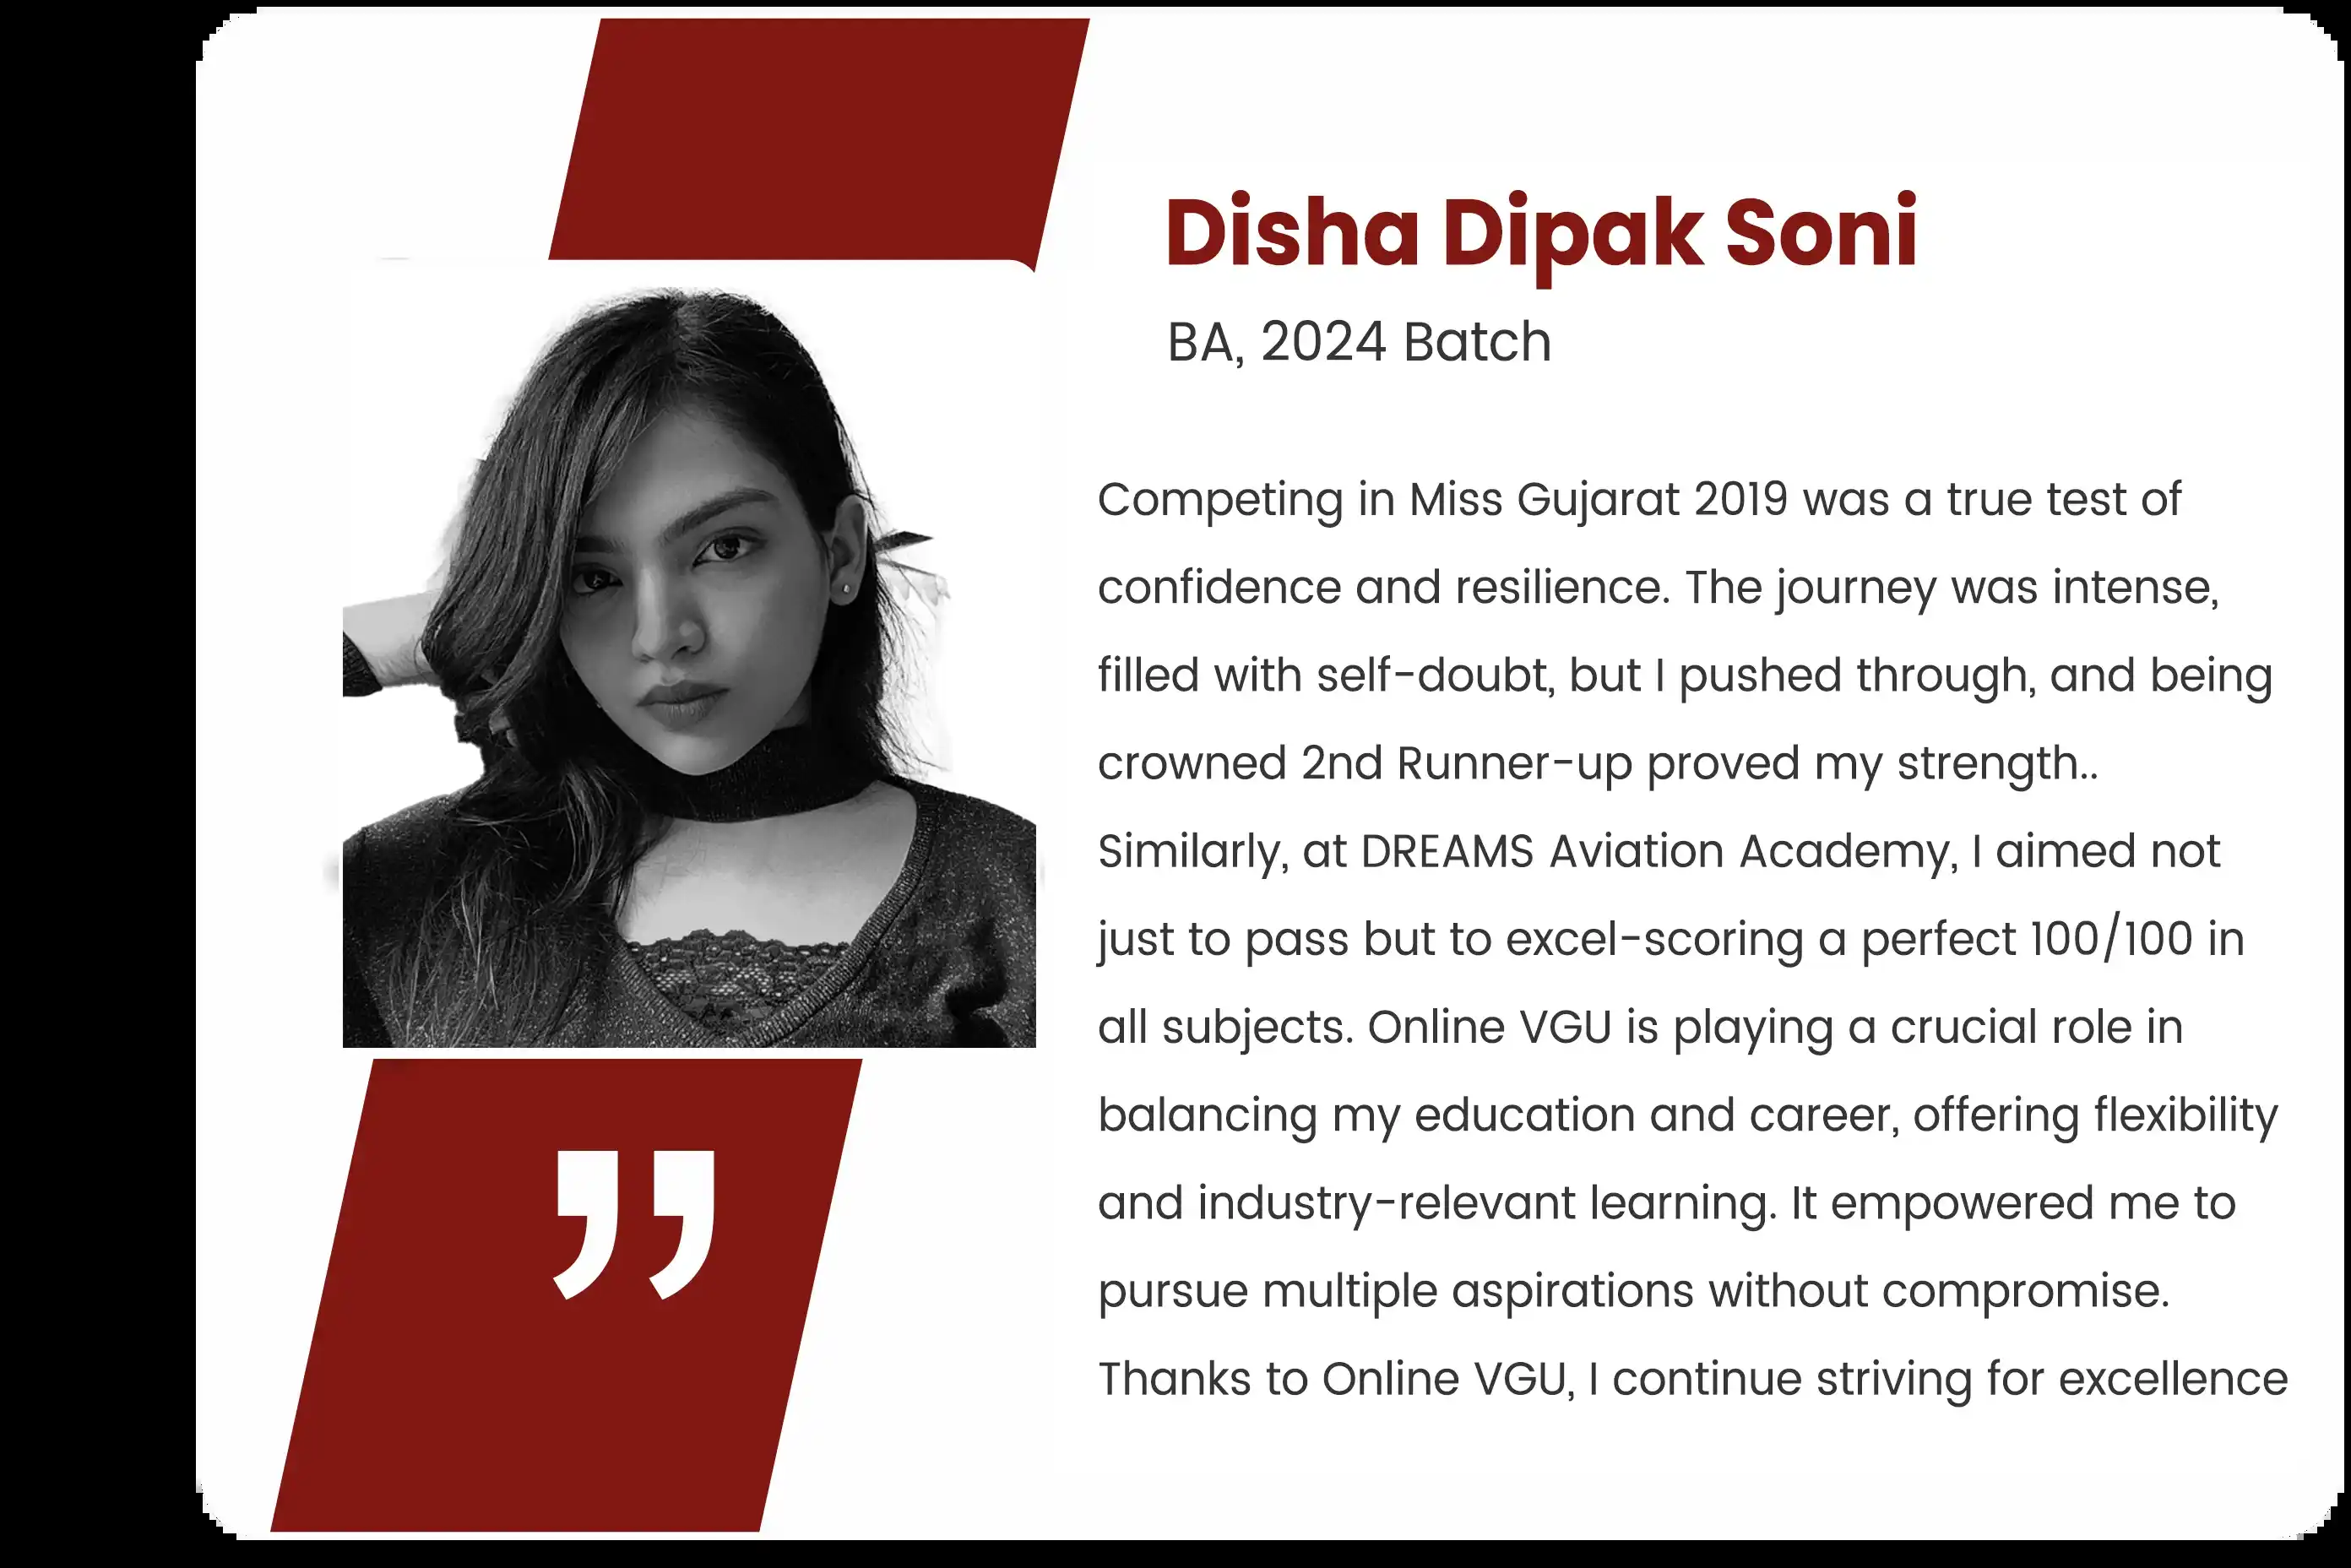 Disha Dipak Soni
BA, 2024 Batch
Competing in Miss Gujarat 2019 was a true test of
confidence and resilience. The journey was intense,
filled with self-doubt, but I pushed through, and being
crowned 2nd Runner-up proved my strength..
Similarly, at DREAMS Aviation Academy, I aimed not
just to pass but to excel-scoring a perfect 100/100 in
all subjects. Online VGU is playing a crucial role in
balancing my education and career, offering flexibility
and industry-relevant learning. It empowered me to
pursue multiple aspirations without compromise.
Thanks to Online VGU, I continue striving for excellence
”